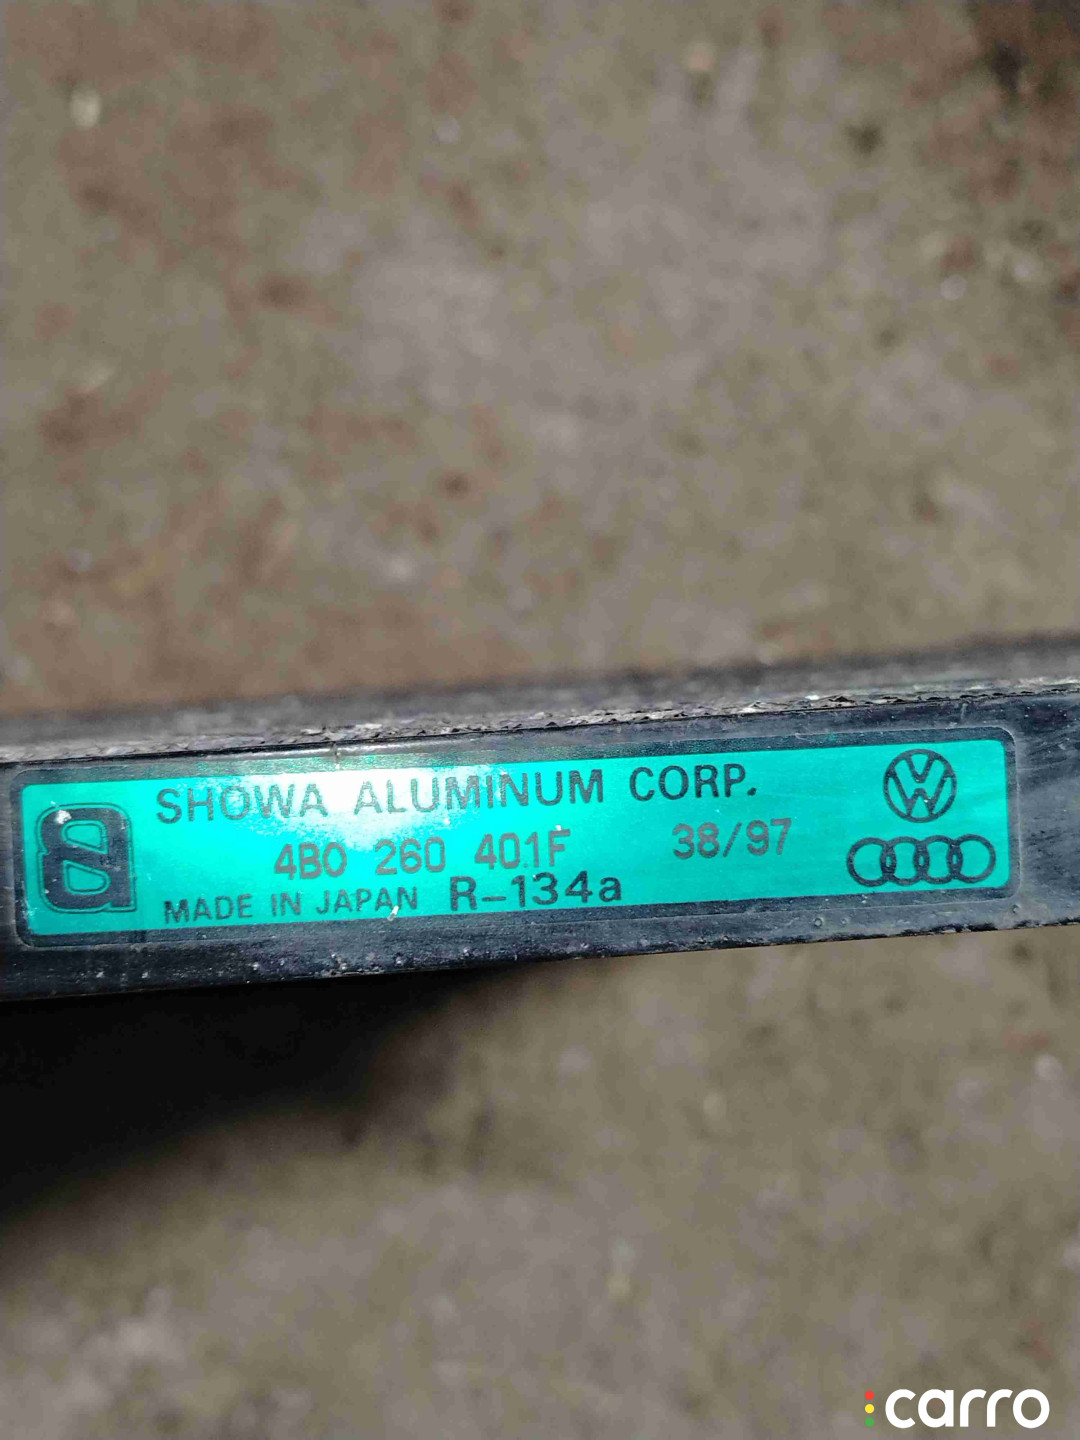 SHOWA ALUMINUM CORP.
4B0 260 401F 38/97
MADE IN JAPAN R-134a
carro